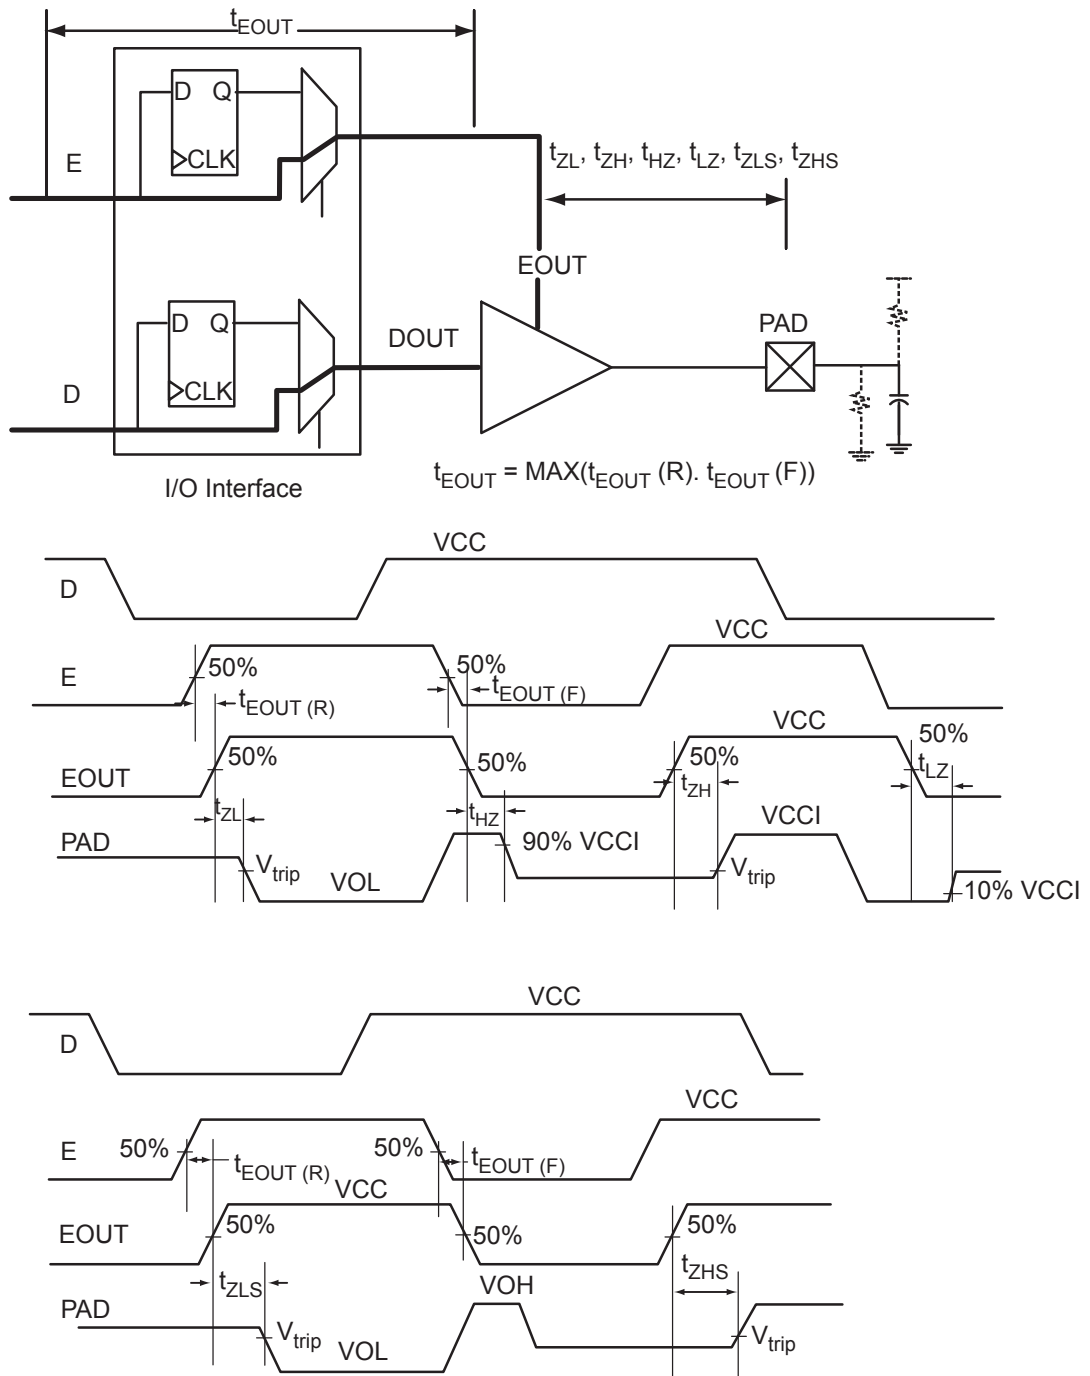 tEOUT
D Q
CLK
E
tZL, tZH, tHZ, tLZ, tZLS, tZHS
EOUT
D Q
CLK
D
DOUT
PAD
I/O Interface
tEOUT = MAX(tEOUT (R). tEOUT (F))
VCC
D
VCC
E
50%
50%
tEOUT (R)
tEOUT (F)
VCC
50%
EOUT
50%
50%
50%
tZL
tHZ
tZH
tLZ
PAD
VCCI
90% VCCI
Vtrip
VOL
Vtrip
10% VCCI
VCC
D
VCC
E
50%
50%
tEOUT (R)
tEOUT (F)
VCC
EOUT
50%
50%
50%
tZLS
VOH
tZHS
PAD
Vtrip
VOL
Vtrip